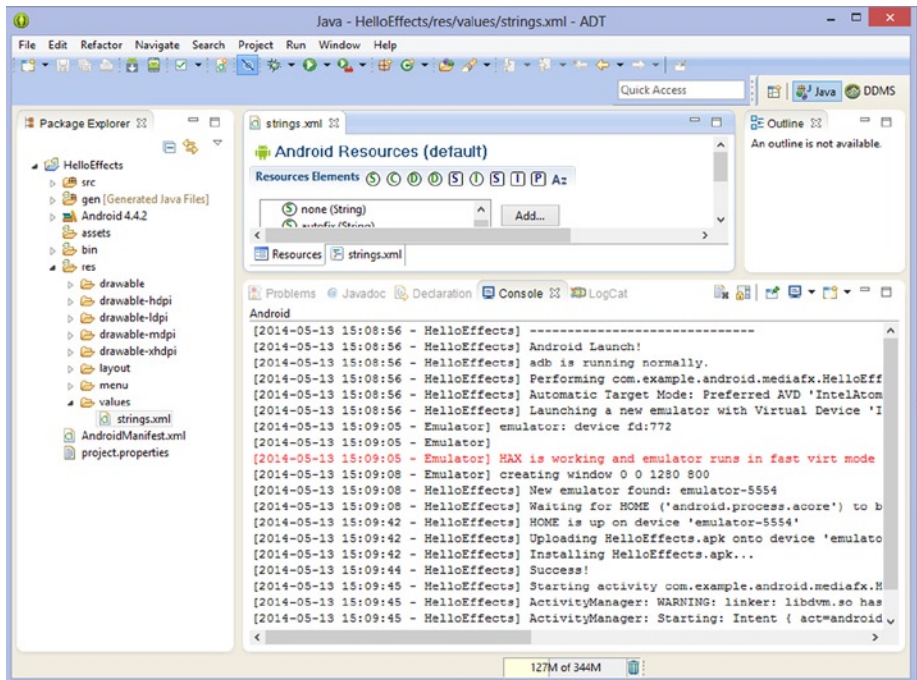 Java - HelloEffects/res/values/strings.xml - ADT
File Edit Refactor Navigate Search Project Run Window Help
Quick Access
Java
DDMS
Package Explorer
HelloEffects
src
gen [Generated Java Files]
Android 4.4.2
assets
bin
res
drawable
drawable-hdpi
drawable-ldpi
drawable-mdpi
drawable-xhdpi
layout
menu
values
strings.xml
AndroidManifest.xml
project.properties
strings.xml
Android Resources (default)
Resources Elements S C D D S I S I P Az
S none (String)
S autofix (String)
Add...
Resources strings.xml
Outline
An outline is not available.
Problems @ Javadoc Declaration Console LogCat
Android
[2014-05-13 15:08:56 - HelloEffects] ------------------------------
[2014-05-13 15:08:56 - HelloEffects] Android Launch!
[2014-05-13 15:08:56 - HelloEffects] adb is running normally.
[2014-05-13 15:08:56 - HelloEffects] Performing com.example.android.mediafx.HelloEff
[2014-05-13 15:08:56 - HelloEffects] Automatic Target Mode: Preferred AVD 'IntelAtom
[2014-05-13 15:08:56 - HelloEffects] Launching a new emulator with Virtual Device 'I
[2014-05-13 15:09:05 - Emulator] emulator: device fd:772
[2014-05-13 15:09:05 - Emulator]
[2014-05-13 15:09:05 - Emulator] HAX is working and emulator runs in fast virt mode
[2014-05-13 15:09:08 - Emulator] creating window 0 0 1280 800
[2014-05-13 15:09:08 - HelloEffects] New emulator found: emulator-5554
[2014-05-13 15:09:08 - HelloEffects] Waiting for HOME ('android.process.acore') to b
[2014-05-13 15:09:42 - HelloEffects] HOME is up on device 'emulator-5554'
[2014-05-13 15:09:42 - HelloEffects] Uploading HelloEffects.apk onto device 'emulato
[2014-05-13 15:09:42 - HelloEffects] Installing HelloEffects.apk...
[2014-05-13 15:09:44 - HelloEffects] Success!
[2014-05-13 15:09:45 - HelloEffects] Starting activity com.example.android.mediafx.H
[2014-05-13 15:09:45 - HelloEffects] ActivityManager: WARNING: linker: libdvm.so has
[2014-05-13 15:09:45 - HelloEffects] ActivityManager: Starting: Intent { act=android
127M of 344M